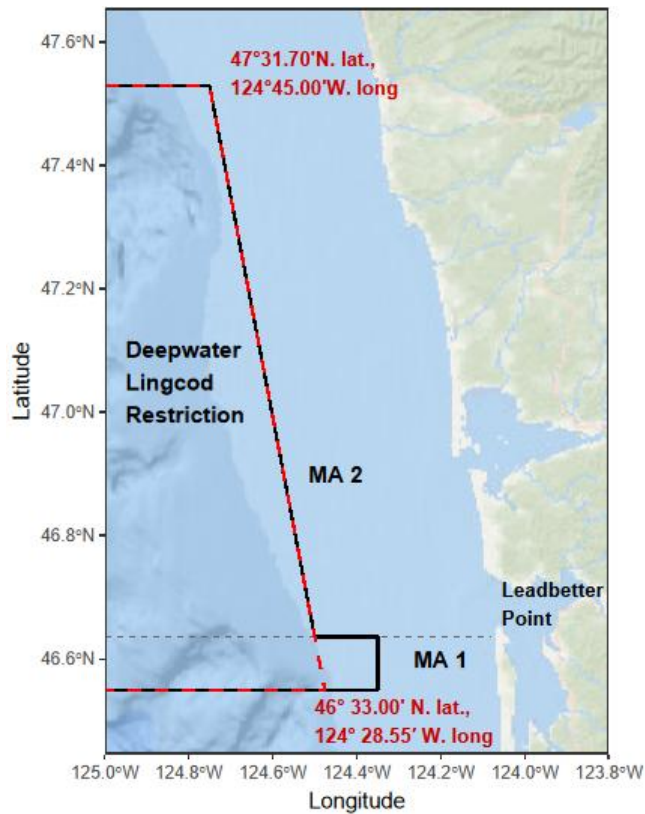 47.6°N
47°31.70'N. lat.,
124°45.00'W. long
47.4°N
47.2°N
Deepwater
Lingcod
Restriction
Latitude
47.0°N
MA 2
46.8°N
Leadbetter
Point
46.6°N
MA 1
46° 33.00' N. lat.,
124° 28.55' W. long
125.0°W 124.8°W 124.6°W 124.4°W 124.2°W 124.0°W 123.8°W
Longitude